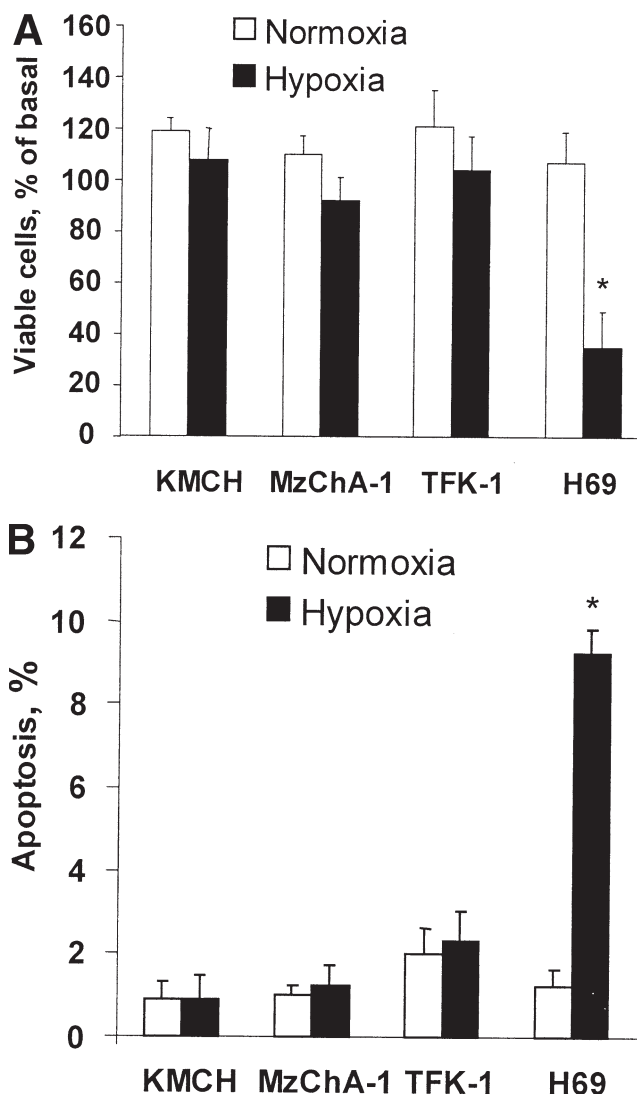 A
Viable cells, % of basal
160
140
120
100
80
60
40
20
0
Normoxia
Hypoxia
*
KMCH MzChA-1 TFK-1 H69
B
Apoptosis, %
12
10
8
6
4
2
0
Normoxia
Hypoxia
*
KMCH MzChA-1 TFK-1 H69